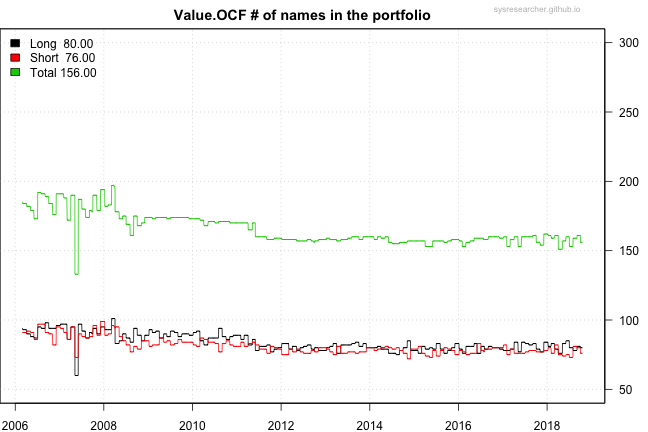 Value.OCF # of names in the portfolio
sysresearcher.github.io
Long 80.00
Short 76.00
Total 156.00
300
250
200
150
100
50
2006 2008 2010 2012 2014 2016 2018